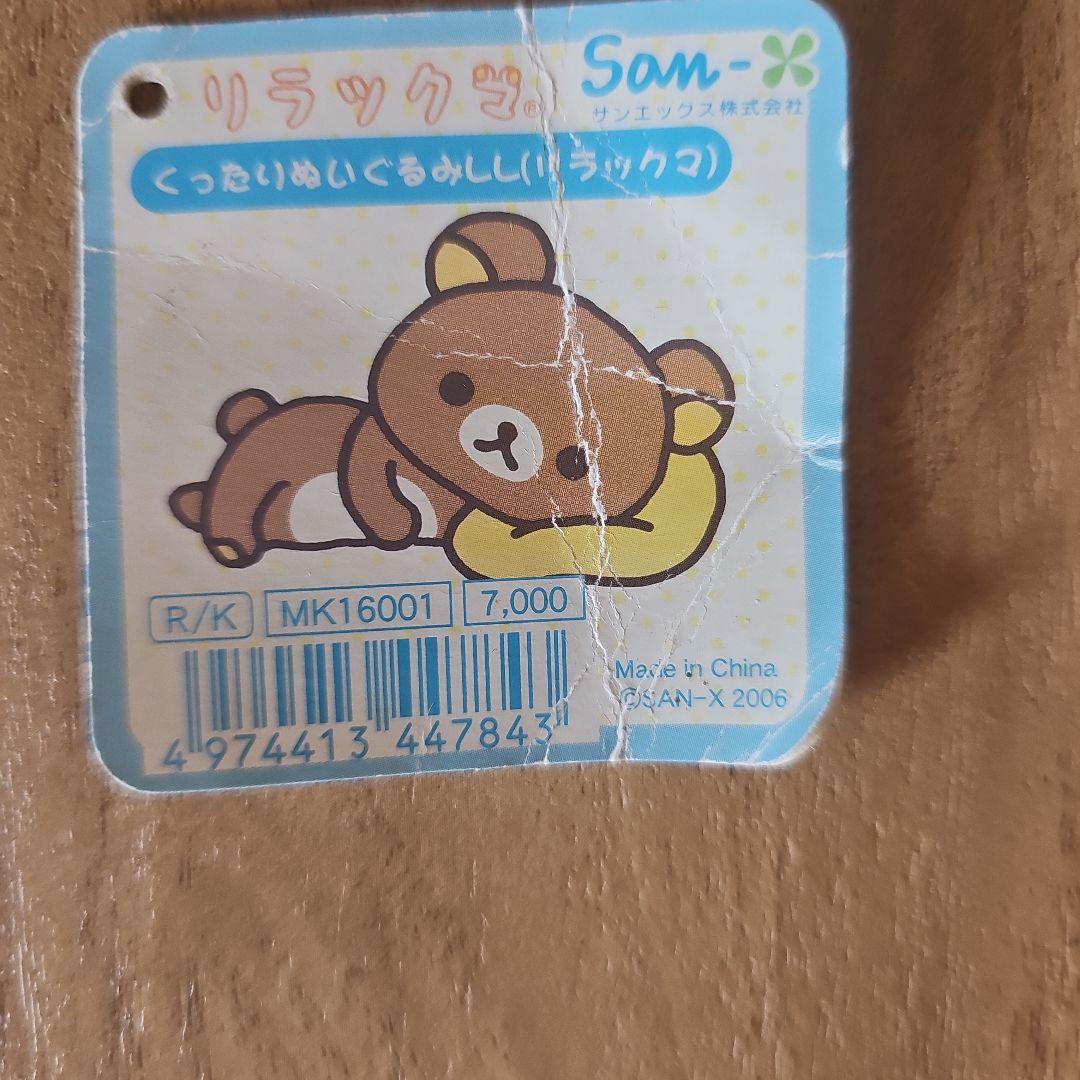 リラックマ®
San-X
サンエックス株式会社
くったりぬいぐるみLL(リラックマ)
R/K MK16001 7,000
4 974413 447843
Made in China
©SAN-X 2006